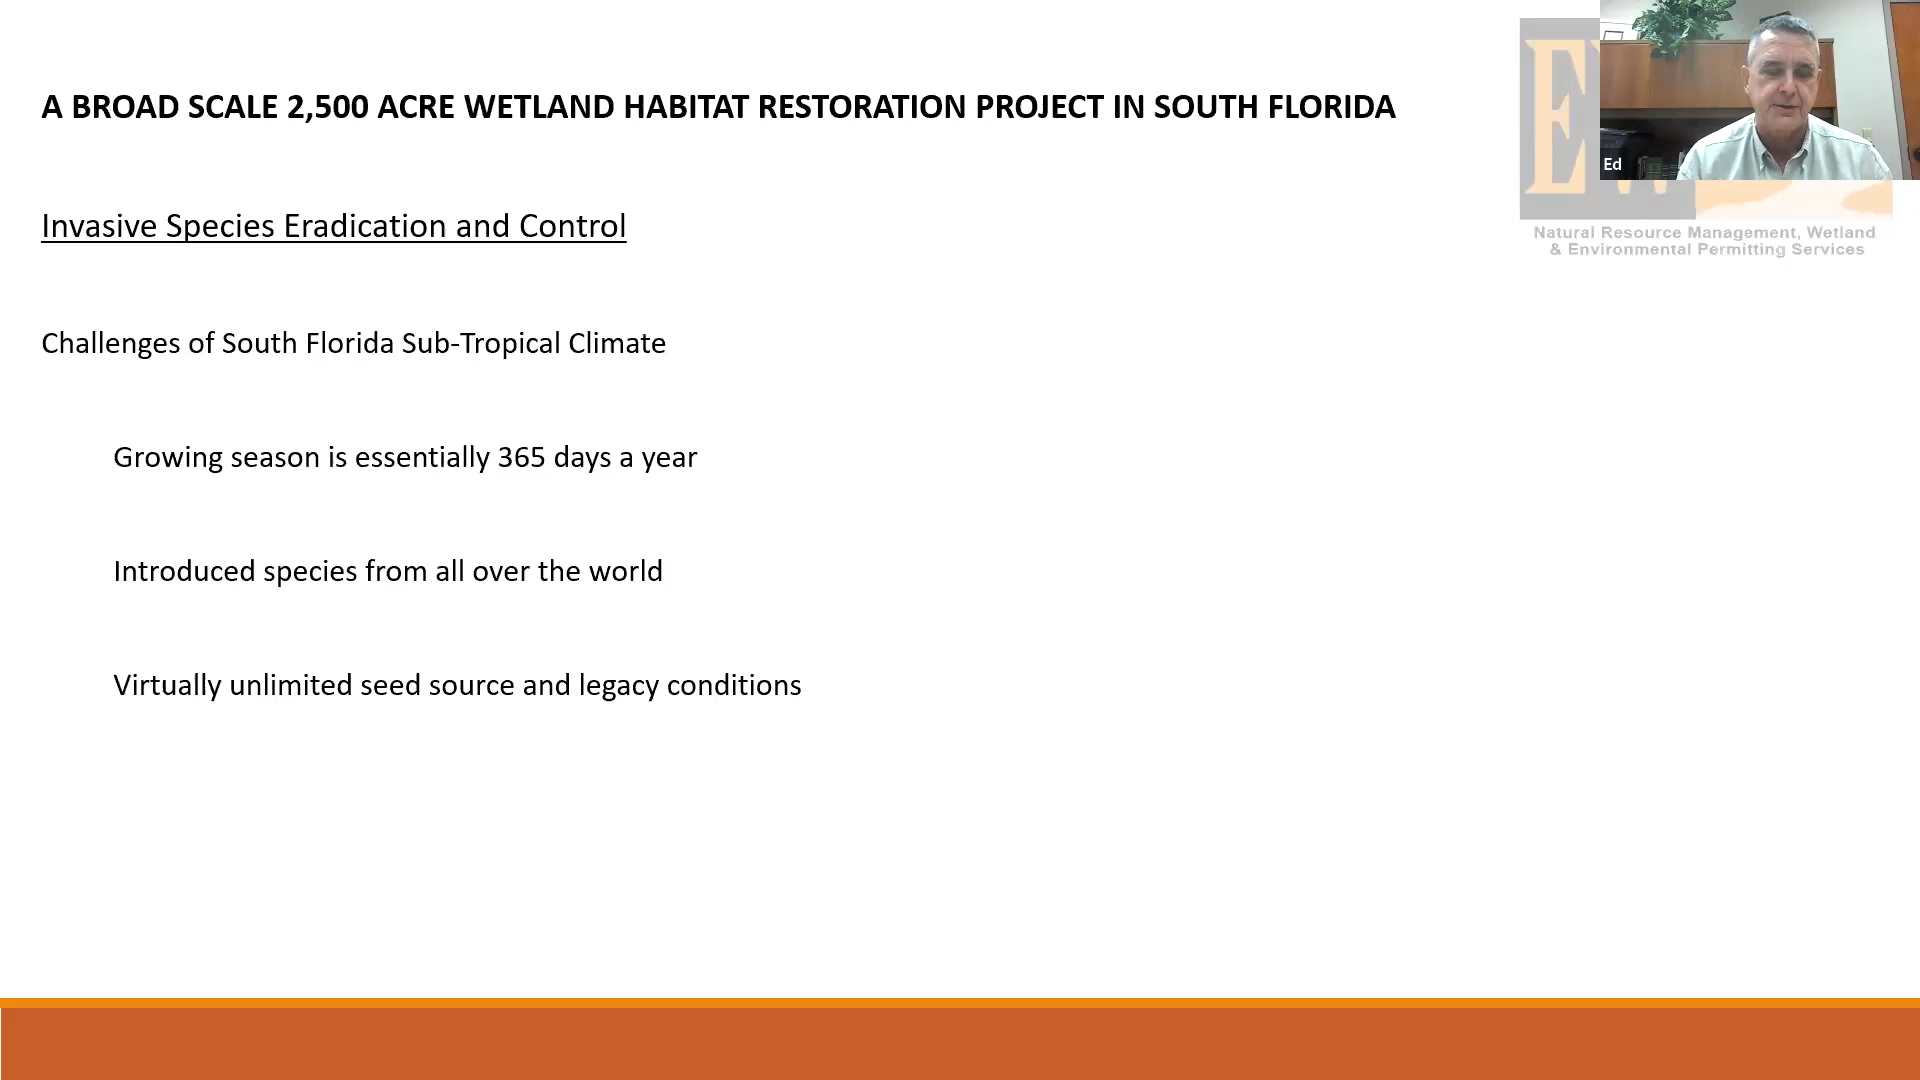 A BROAD SCALE 2,500 ACRE WETLAND HABITAT RESTORATION PROJECT IN SOUTH FLORIDA
Ed
Natural Resource Management, Wetland
& Environmental Permitting Services
Invasive Species Eradication and Control
Challenges of South Florida Sub-Tropical Climate
Growing season is essentially 365 days a year
Introduced species from all over the world
Virtually unlimited seed source and legacy conditions